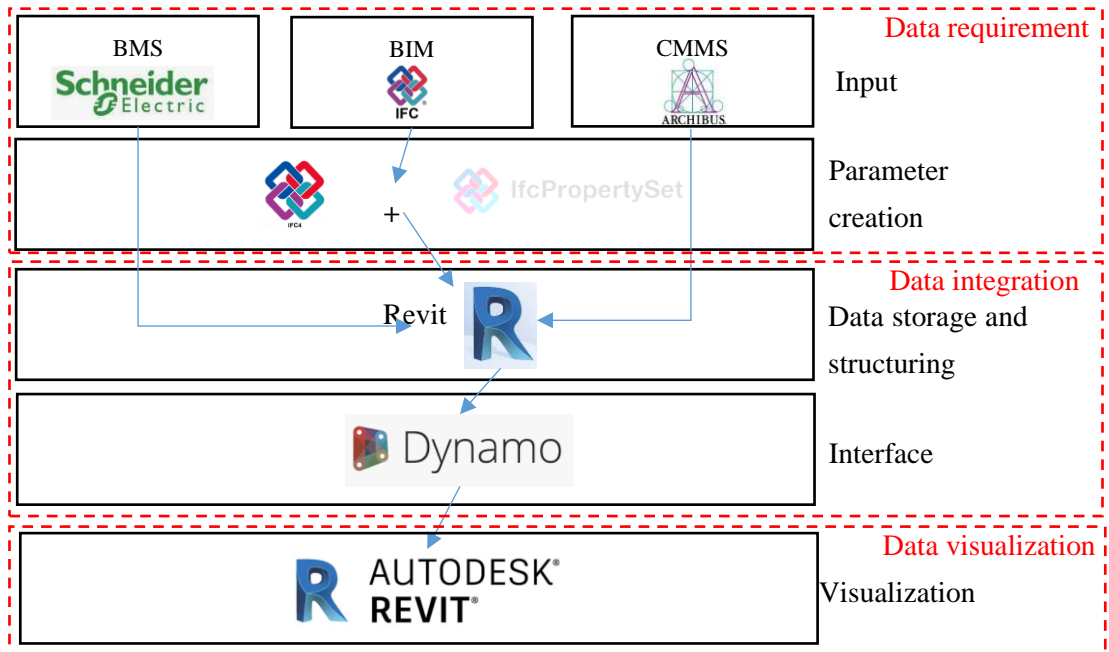 Data requirement
BMS
BIM
CMMS
Schneider
Electric
IFC
ARCHIBUS.
Input
IFC4
+
IfcPropertySet
Parameter
creation
Data integration
Revit
R
Data storage and
structuring
Dynamo
Interface
Data visualization
R
AUTODESK®
REVIT®
Visualization